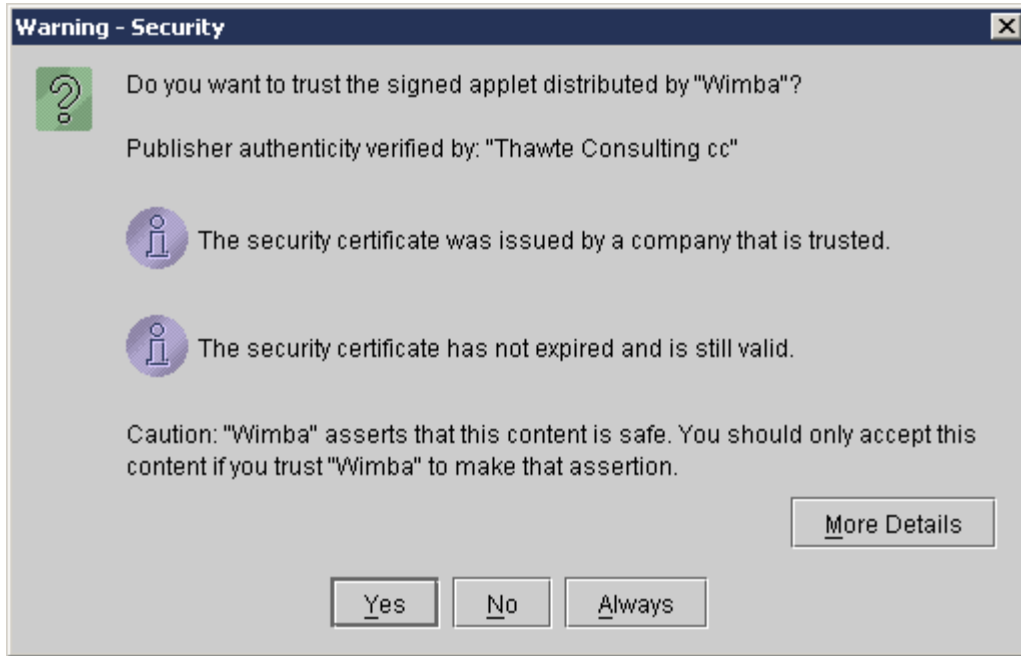 Warning - Security
Do you want to trust the signed applet distributed by "Wimba"?
Publisher authenticity verified by: "Thawte Consulting cc"
The security certificate was issued by a company that is trusted.
The security certificate has not expired and is still valid.
Caution: "Wimba" asserts that this content is safe. You should only accept this
content if you trust "Wimba" to make that assertion.
More Details
Yes No Always